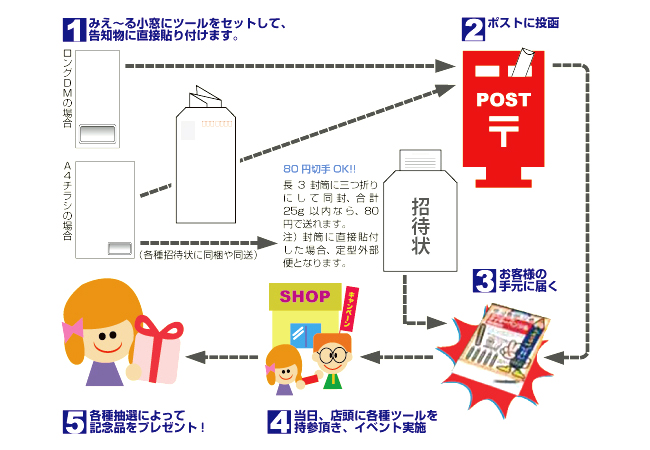 1 みえ〜る小窓にツールをセットして、
告知物に直接貼り付けます。
ロングDMの場合
A4チラシの場合
(各種招待状に同梱や同送)
80円切手OK!!
長3封筒に三つ折り
にして同封、合計
25g以内なら、80
円で送れます。
注)封筒に直接貼付
した場合、定型外部
便となります。
招待状
2 ポストに投函
POST
〒
3 お客様の
手元に届く
SHOP
キャンペーン
4 当日、店頭に各種ツールを
持参頂き、イベント実施
5 各種抽選によって
記念品をプレゼント!